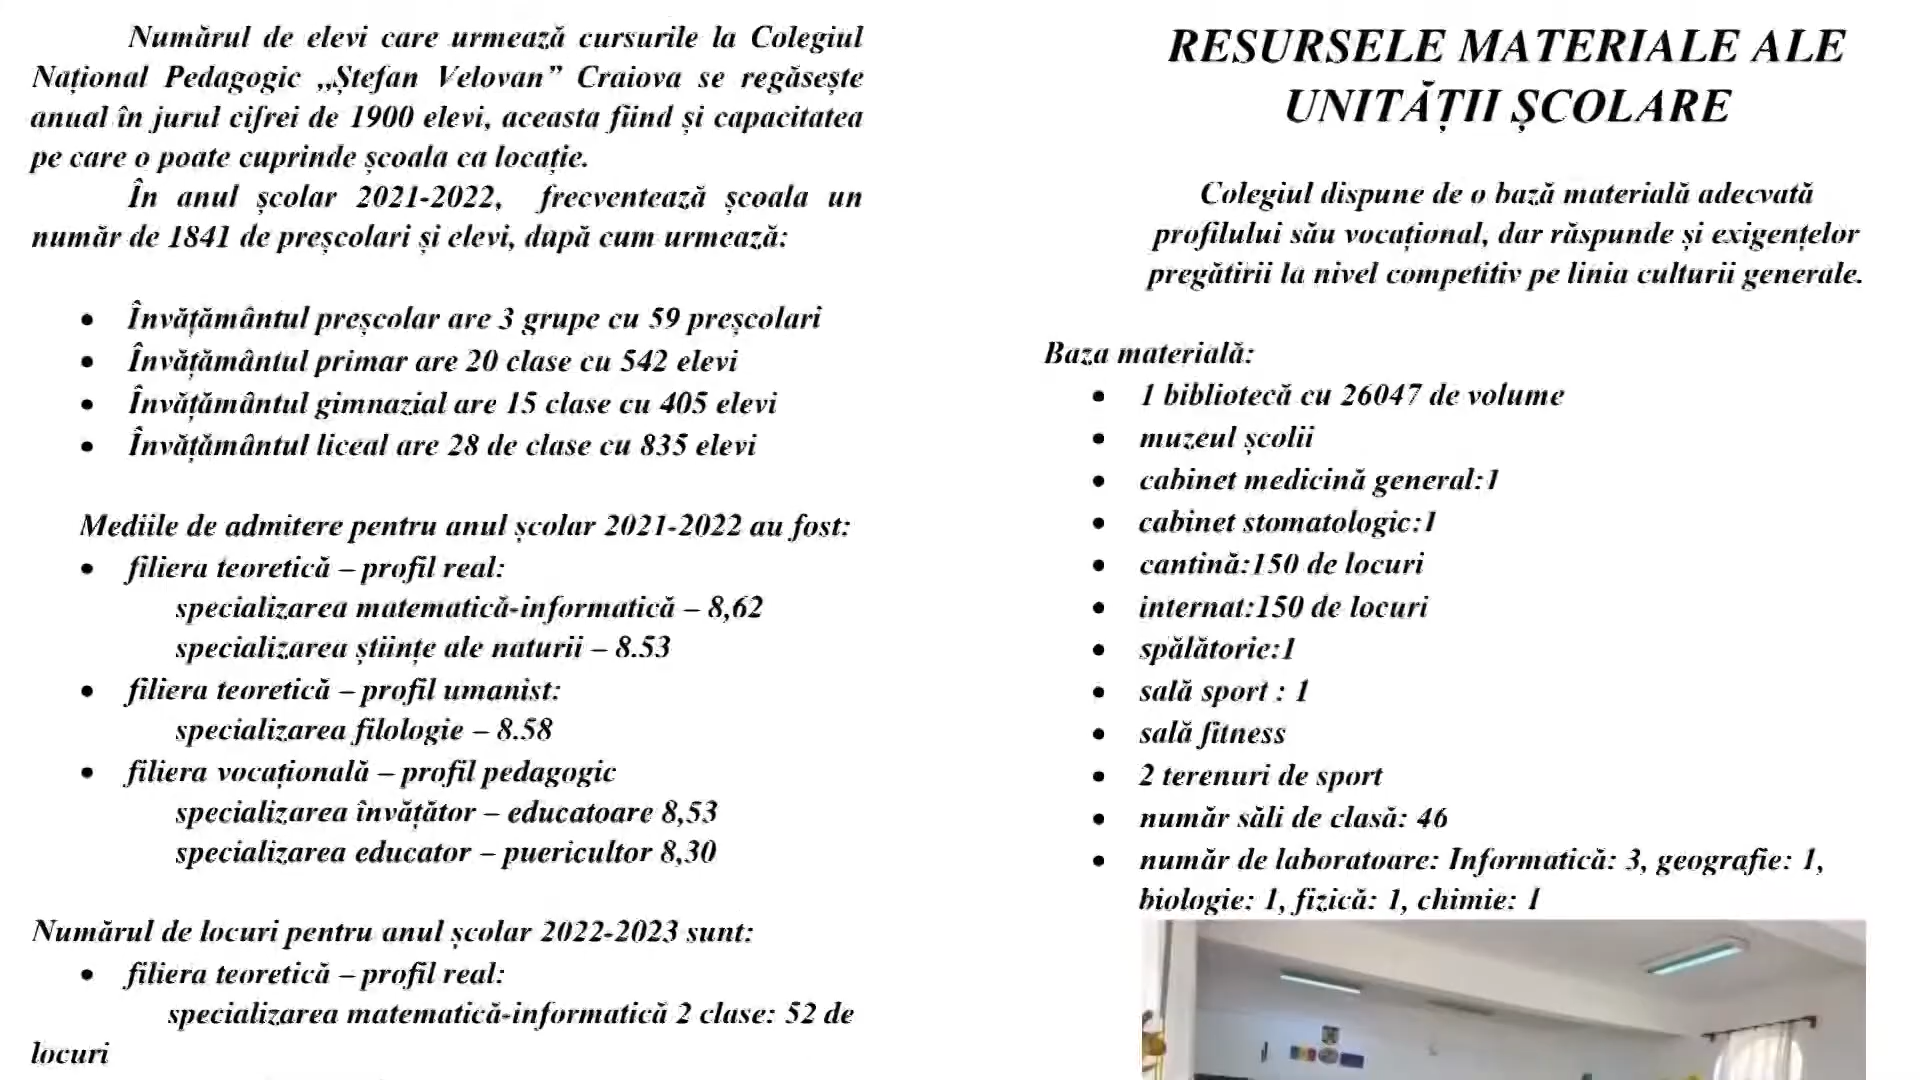 Numărul de elevi care urmează cursurile la Colegiul
Național Pedagogic „Ștefan Velovan” Craiova se regăsește
anual în jurul cifrei de 1900 elevi, aceasta fiind și capacitatea
pe care o poate cuprinde școala ca locație.
În anul școlar 2021-2022, frecventează școala un
număr de 1841 de preșcolari și elevi, după cum urmează:
• Învățământul preșcolar are 3 grupe cu 59 preșcolari
• Învățământul primar are 20 clase cu 542 elevi
• Învățământul gimnazial are 15 clase cu 405 elevi
• Învățământul liceal are 28 de clase cu 835 elevi
Mediile de admitere pentru anul școlar 2021-2022 au fost:
• filiera teoretică – profil real:
specializarea matematică-informatică – 8,62
specializarea științe ale naturii – 8.53
• filiera teoretică – profil umanist:
specializarea filologie – 8.58
• filiera vocațională – profil pedagogic
specializarea învățător – educatoare 8,53
specializarea educator – puericultor 8,30
Numărul de locuri pentru anul școlar 2022-2023 sunt:
• filiera teoretică – profil real:
specializarea matematică-informatică 2 clase: 52 de
locuri
RESURSELE MATERIALE ALE
UNITĂȚII ȘCOLARE
Colegiul dispune de o bază materială adecvată
profilului său vocațional, dar răspunde și exigențelor
pregătirii la nivel competitiv pe linia culturii generale.
Baza materială:
• 1 bibliotecă cu 26047 de volume
• muzeul școlii
• cabinet medicină general:1
• cabinet stomatologic:1
• cantină:150 de locuri
• internat:150 de locuri
• spălătorie:1
• sală sport : 1
• sală fitness
• 2 terenuri de sport
• număr săli de clasă: 46
• număr de laboratoare: Informatică: 3, geografie: 1,
biologie: 1, fizică: 1, chimie: 1